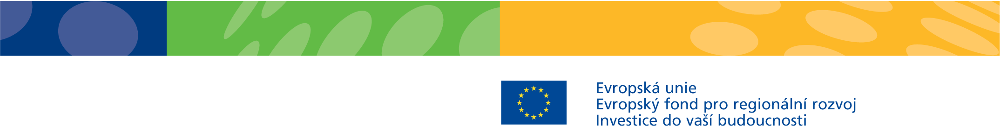 Evropská unie
Evropský fond pro regionální rozvoj
Investice do vaší budoucnosti